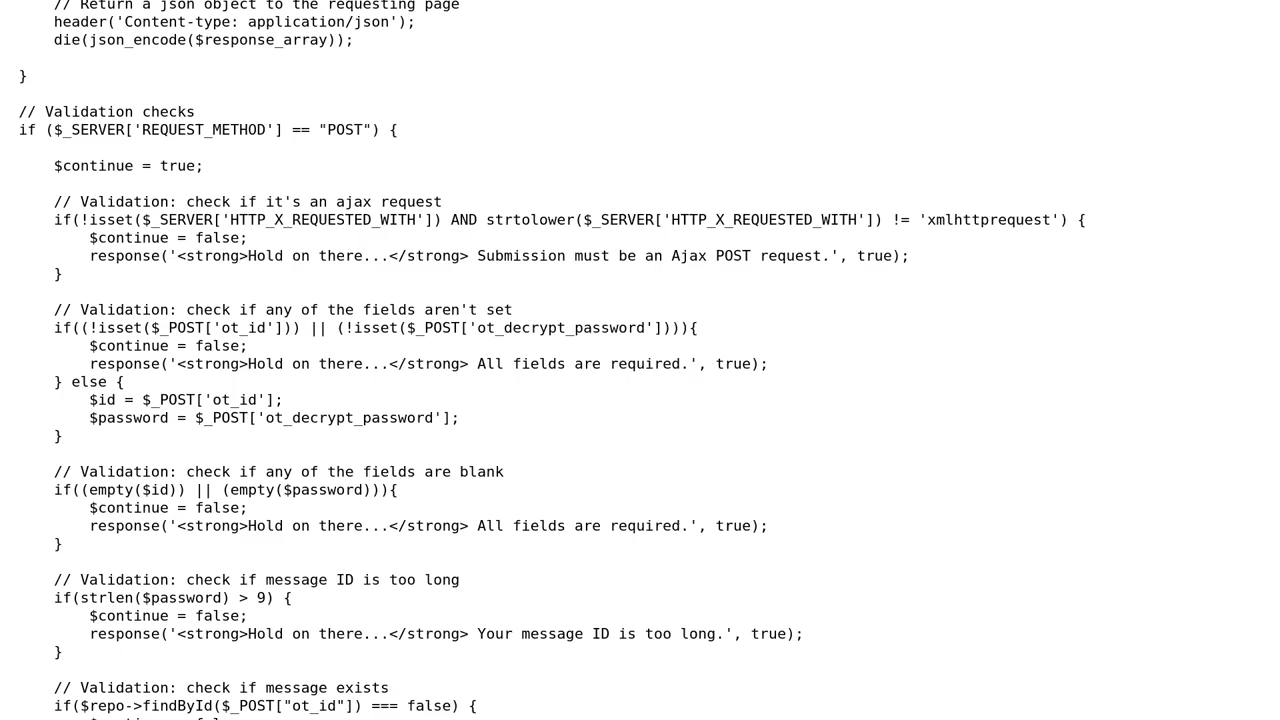 // Return a json object to the requesting page
header('Content-type: application/json');
die(json_encode($response_array));
}
// Validation checks
if ($_SERVER['REQUEST_METHOD'] == "POST") {
$continue = true;
// Validation: check if it's an ajax request
if(!isset($_SERVER['HTTP_X_REQUESTED_WITH']) AND strtolower($_SERVER['HTTP_X_REQUESTED_WITH']) != 'xmlhttprequest') {
$continue = false;
response('<strong>Hold on there...</strong> Submission must be an Ajax POST request.', true);
}
// Validation: check if any of the fields aren't set
if((!isset($_POST['ot_id'])) || (!isset($_POST['ot_decrypt_password']))){
$continue = false;
response('<strong>Hold on there...</strong> All fields are required.', true);
} else {
$id = $_POST['ot_id'];
$password = $_POST['ot_decrypt_password'];
}
// Validation: check if any of the fields are blank
if((empty($id)) || (empty($password))){
$continue = false;
response('<strong>Hold on there...</strong> All fields are required.', true);
}
// Validation: check if message ID is too long
if(strlen($password) > 9) {
$continue = false;
response('<strong>Hold on there...</strong> Your message ID is too long.', true);
}
// Validation: check if message exists
if($repo->findById($_POST["ot_id"]) === false) {